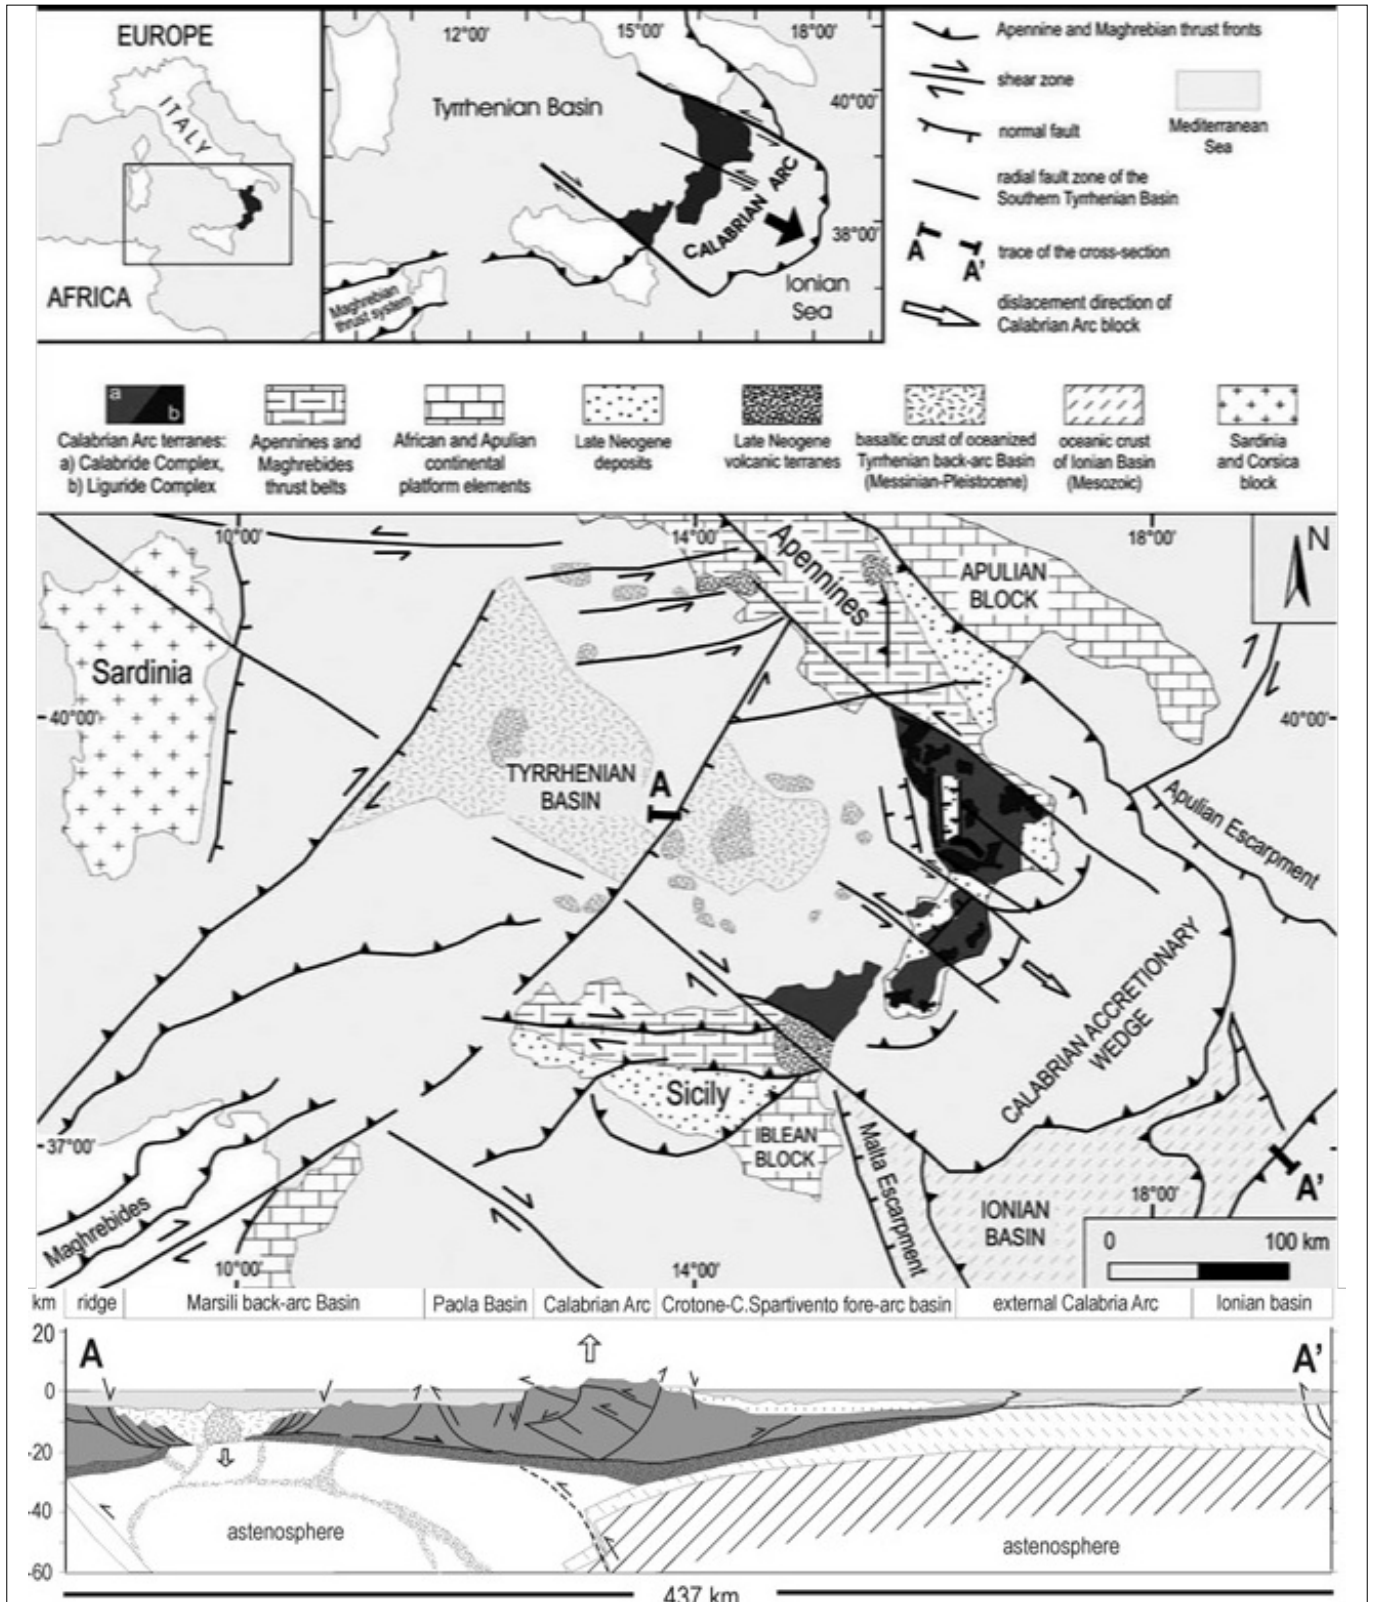 EUROPE
ITALY
AFRICA
12°00'
15°00'
18°00'
40°00'
Tyrrhenian Basin
CALABRIAN ARC
38°00'
Ionian
Sea
Maghrebian
thrust system
Apennine and Maghrebian thrust fronts
shear zone
normal fault
Mediterranean
Sea
radial fault zone of the
Southern Tyrrhenian Basin
A
A'
trace of the cross-section
dislacement direction of
Calabrian Arc block
a
b
Calabrian Arc terranes:
a) Calabride Complex,
b) Liguride Complex
Apennines and
Maghrebides
thrust belts
African and Apulian
continental
platform elements
Late Neogene
deposits
Late Neogene
volcanic terranes
basaltic crust of oceanized
Tyrrhenian back-arc Basin
(Messinian-Pleistocene)
oceanic crust
of Ionian Basin
(Mesozoic)
Sardinia
and Corsica
block
10°00'
14°00'
18°00'
N
Apennines
APULIAN
BLOCK
Sardinia
40°00'
40°00'
TYRRHENIAN
BASIN
A
Apulian Escarpment
CALABRIAN ACCRETIONARY
WEDGE
Sicily
IBLEAN
BLOCK
37°00'
Malta Escarpment
A'
18°00'
IONIAN
BASIN
Maghrebides
10°00'
14°00'
0
100 km
km
ridge
Marsili back-arc Basin
Paola Basin
Calabrian Arc
Crotone-C.Spartivento fore-arc basin
external Calabria Arc
Ionian basin
20
A
A'
0
-20
-40
astenosphere
astenosphere
-60
437 km